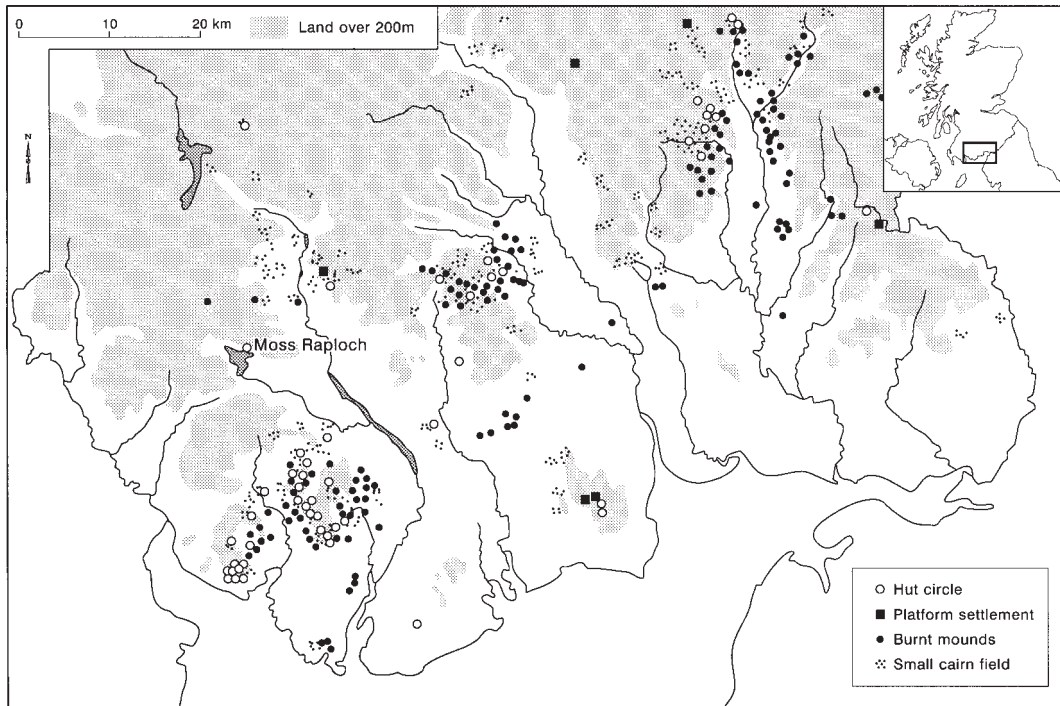 0 10 20 km
Land over 200m
N
Moss Raploch
Hut circle
Platform settlement
Burnt mounds
Small cairn field